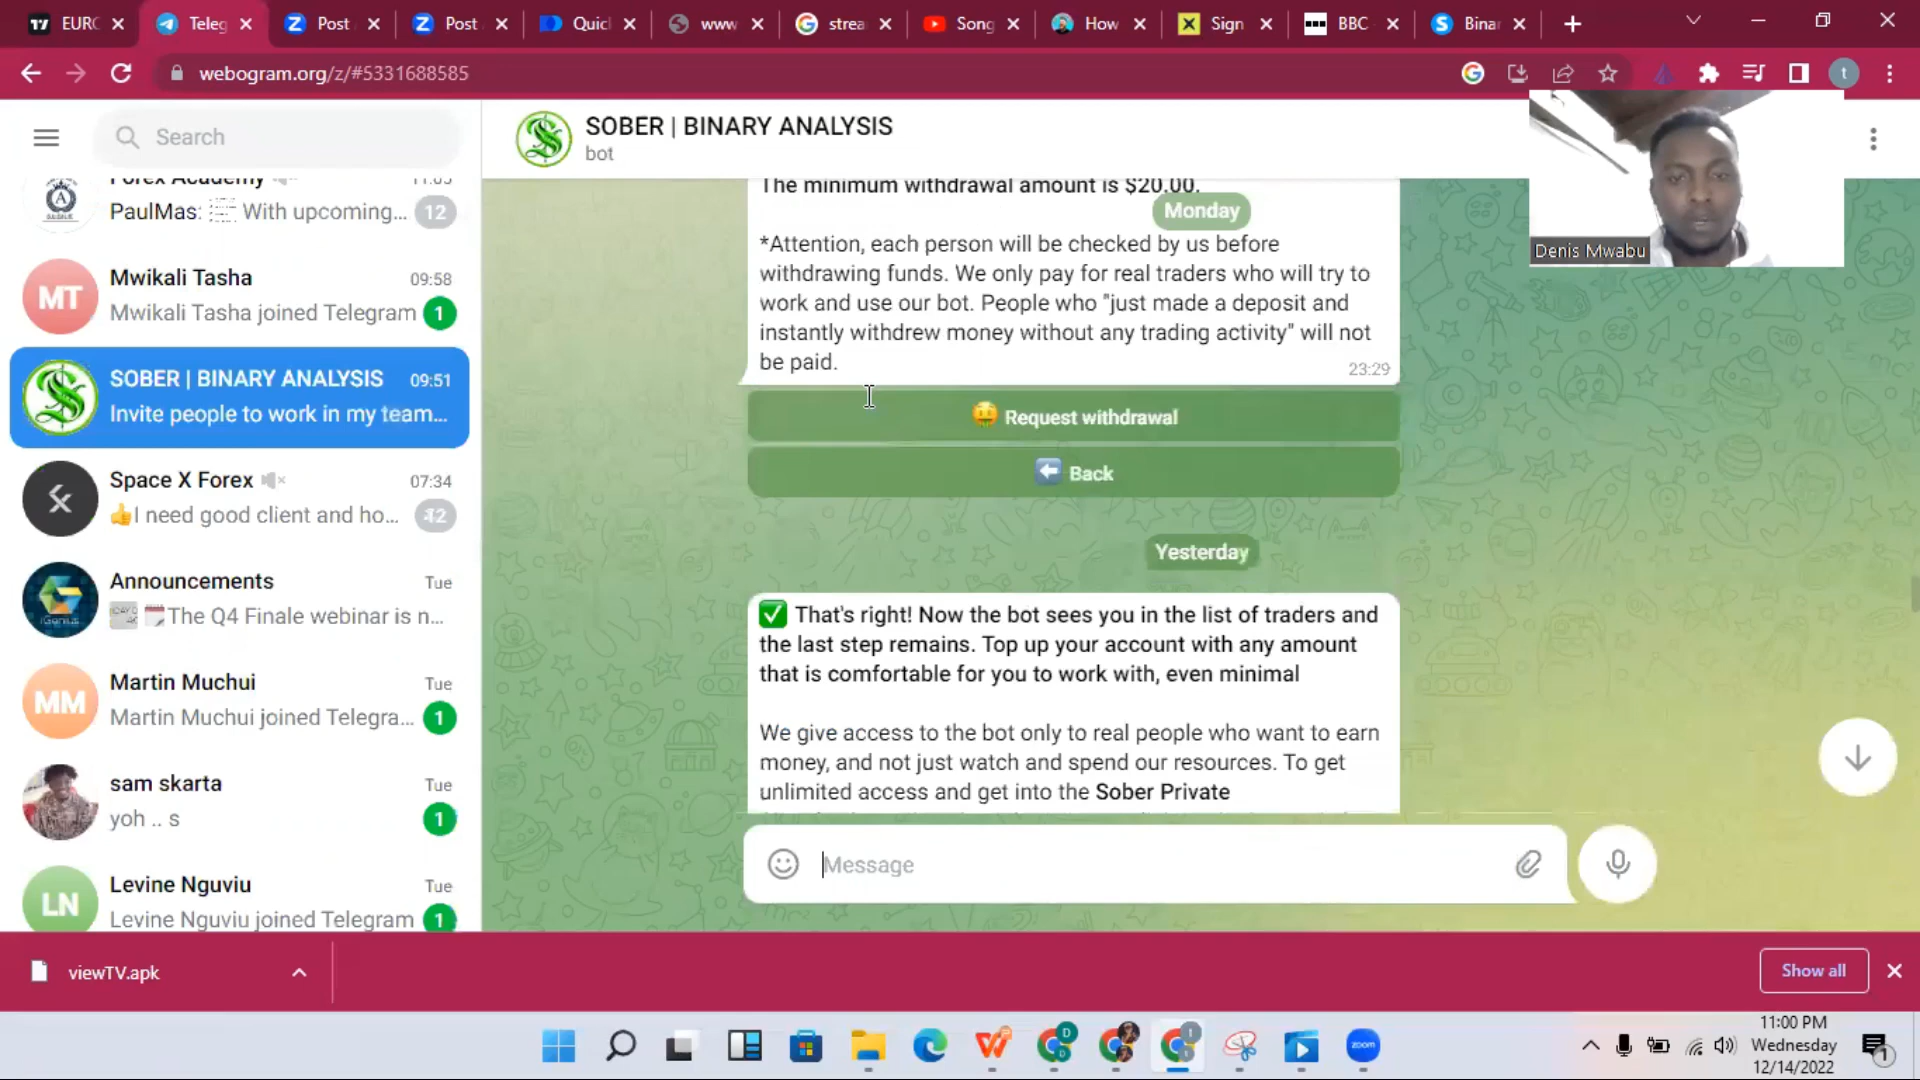 EURC
Teleg
Post
Post
Quic
www
strea
Song
How
Sign
BBC
Binar
webogram.org/z/#5331688585
t
Search
SOBER | BINARY ANALYSIS
bot
Denis Mwabu
Forex Academy
11:05
PaulMas: With upcoming...
12
MT
Mwikali Tasha
09:58
Mwikali Tasha joined Telegram
1
SOBER | BINARY ANALYSIS
09:51
Invite people to work in my team...
Space X Forex
07:34
👍I need good client and ho...
Announcements
Tue
The Q4 Finale webinar is n...
iGenius
MM
Martin Muchui
Tue
Martin Muchui joined Telegra...
1
sam skarta
Tue
yoh .. s
1
LN
Levine Nguviu
Tue
Levine Nguviu joined Telegram
1
The minimum withdrawal amount is $20.00.
Monday
*Attention, each person will be checked by us before
withdrawing funds. We only pay for real traders who will try to
work and use our bot. People who "just made a deposit and
instantly withdrew money without any trading activity" will not
be paid.
23:29
🤑 Request withdrawal
⬅️ Back
Yesterday
✅ That's right! Now the bot sees you in the list of traders and
the last step remains. Top up your account with any amount
that is comfortable for you to work with, even minimal
We give access to the bot only to real people who want to earn
money, and not just watch and spend our resources. To get
unlimited access and get into the Sober Private
Message
viewTV.apk
Show all
zoom
11:00 PM
Wednesday
12/14/2022
1